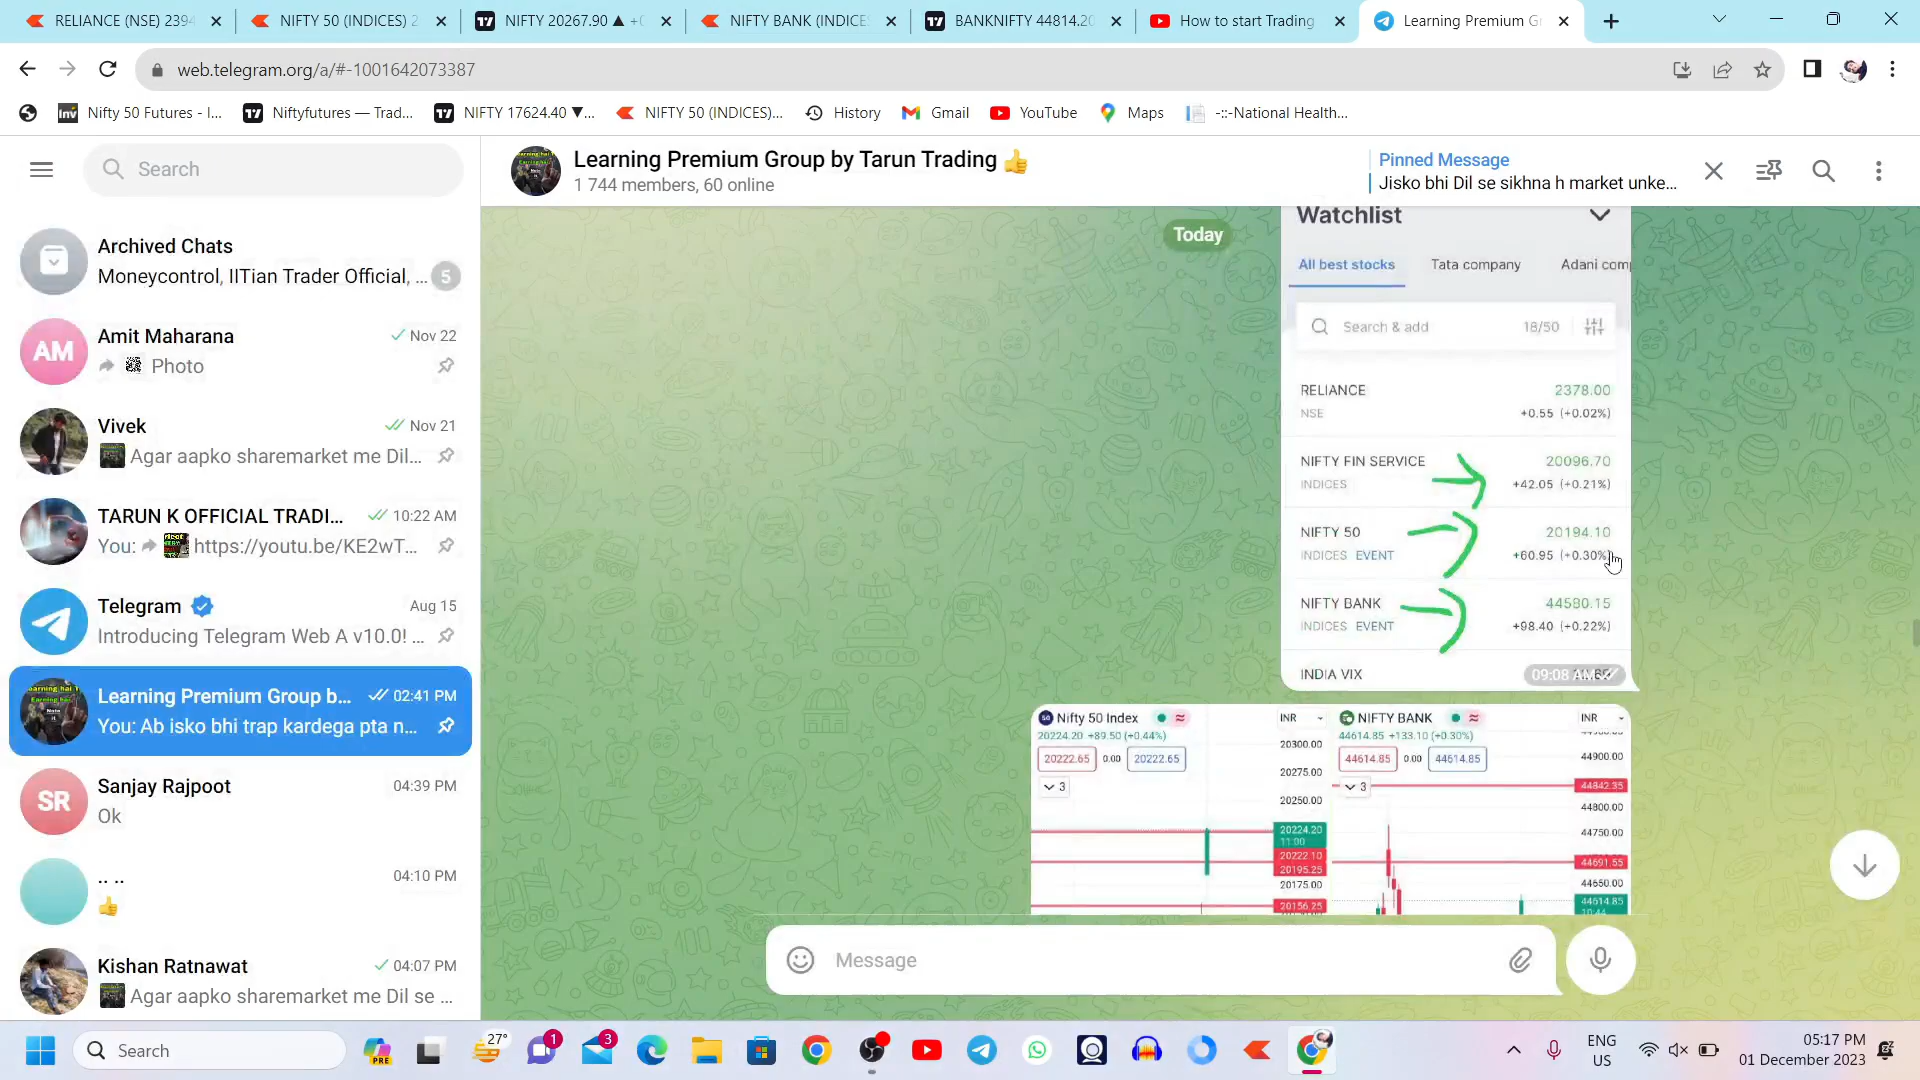 RELIANCE (NSE) 2394
NIFTY 50 (INDICES) 2
NIFTY 20267.90 ▲
NIFTY BANK (INDICES
BANKNIFTY 44814.20
How to start Trading
Learning Premium Gr
web.telegram.org/a/#-1001642073387
Nifty 50 Futures - I...
Niftyfutures — Trad...
NIFTY 17624.40 ▼...
NIFTY 50 (INDICES)...
History
Gmail
YouTube
Maps
-::-National Health...
Search
Learning Premium Group by Tarun Trading 👍
1 744 members, 60 online
Pinned Message
Jisko bhi Dil se sikhna h market unke...
Archived Chats
Moneycontrol, IITian Trader Official, ...
5
Amit Maharana
Nov 22
Photo
AM
Vivek
Nov 21
Agar aapko sharemarket me Dil...
TARUN K OFFICIAL TRADI...
10:22 AM
You: https://youtu.be/KE2wT...
Telegram
Aug 15
Introducing Telegram Web A v10.0! ...
Learning Premium Group b...
02:41 PM
You: Ab isko bhi trap kardega pta n...
Sanjay Rajpoot
04:39 PM
Ok
SR
.. ..
04:10 PM
👍
Kishan Ratnawat
04:07 PM
Agar aapko sharemarket me Dil se ...
Today
Watchlist
All best stocks
Tata company
Adani comp
Search & add
18/50
RELIANCE
2378.00
NSE
+0.55 (+0.02%)
NIFTY FIN SERVICE
20096.70
INDICES
+42.05 (+0.21%)
NIFTY 50
20194.10
INDICES EVENT
+60.95 (+0.30%)
NIFTY BANK
44580.15
INDICES EVENT
+98.40 (+0.22%)
INDIA VIX
09:08 AM
Nifty 50 Index
INR
20224.20 +89.50 (+0.44%)
20222.65 0.00 20222.65
3
20300.00
20275.00
20250.00
20224.20
11:00
20222.10
20195.25
20175.00
20156.25
NIFTY BANK
INR
44614.85 +133.10 (+0.30%)
44614.85 0.00 44614.85
3
44900.00
44842.35
44800.00
44750.00
44691.55
44650.00
44614.85
10:44
Message
Search
PRE
27°
1
3
ENG
US
05:17 PM
01 December 2023